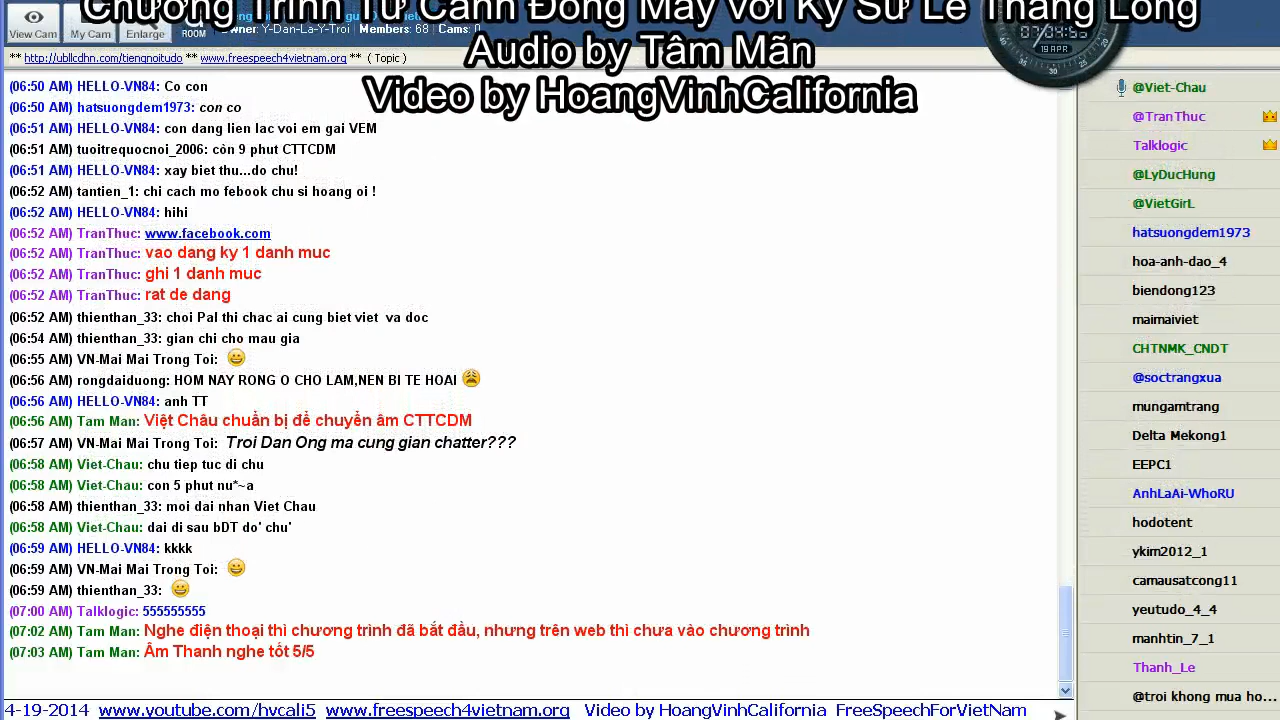 Chương Trình Từ Cánh Đồng Mây với Kỹ Sư Lê Thăng Long
Audio by Tâm Mãn
Video by HoangVinhCalifornia
View Cam
My Cam
Enlarge
ROOM
Owner: Y-Dan-La-Y-Troi | Members: 68 | Cams: 0
07:04:55
19 APR
** http://ubllcdhn.com/tiengnoitudo ** www.freespeech4vietnam.org ( Topic )
(06:50 AM) HELLO-VN84: Co con
(06:50 AM) hatsuongdem1973: con co
(06:51 AM) HELLO-VN84: con dang lien lac voi em gai VEM
(06:51 AM) tuoitrequocnoi_2006: côn 9 phut CTTCDM
(06:51 AM) HELLO-VN84: xay biet thu...do chu!
(06:52 AM) tantien_1: chi cach mo febook chu si hoang oi !
(06:52 AM) HELLO-VN84: hihi
(06:52 AM) TranThuc: www.facebook.com
(06:52 AM) TranThuc: vao dang ky 1 danh muc
(06:52 AM) TranThuc: ghi 1 danh muc
(06:52 AM) TranThuc: rat de dang
(06:52 AM) thienthan_33: choi Pal thi chac ai cung biet viet va doc
(06:54 AM) thienthan_33: gian chi cho mau gia
(06:55 AM) VN-Mai Mai Trong Toi:
(06:56 AM) rongdaiduong: HOM NAY RONG O CHO LAM,NEN BI TE HOAI
(06:56 AM) HELLO-VN84: anh TT
(06:56 AM) Tam Man: Việt Châu chuẩn bị để chuyển âm CTTCDM
(06:57 AM) VN-Mai Mai Trong Toi: Troi Dan Ong ma cung gian chatter???
(06:58 AM) Viet-Chau: chu tiep tuc di chu
(06:58 AM) Viet-Chau: con 5 phut nu*~a
(06:58 AM) thienthan_33: moi dai nhan Viet Chau
(06:58 AM) Viet-Chau: dai di sau bDT do' chu'
(06:59 AM) HELLO-VN84: kkkk
(06:59 AM) VN-Mai Mai Trong Toi:
(06:59 AM) thienthan_33:
(07:00 AM) Talklogic: 555555555
(07:02 AM) Tam Man: Nghe điện thoại thì chương trình đã bắt đầu, nhưng trên web thì chưa vào chương trình
(07:03 AM) Tam Man: Âm Thanh nghe tốt 5/5
@Viet-Chau
@TranThuc
Talklogic
@LyDucHung
@VietGirL
hatsuongdem1973
hoa-anh-dao_4
biendong123
maimaiviet
CHTNMK_CNDT
@soctrangxua
mungamtrang
Delta Mekong1
EEPC1
AnhLaAi-WhoRU
hodotent
ykim2012_1
camausatcong11
yeutudo_4_4
manhtin_7_1
Thanh_Le
@troi khong mua ho...
4-19-2014 www.youtube.com/hvcali5 www.freespeech4vietnam.org Video by HoangVinhCalifornia FreeSpeechForVietNam